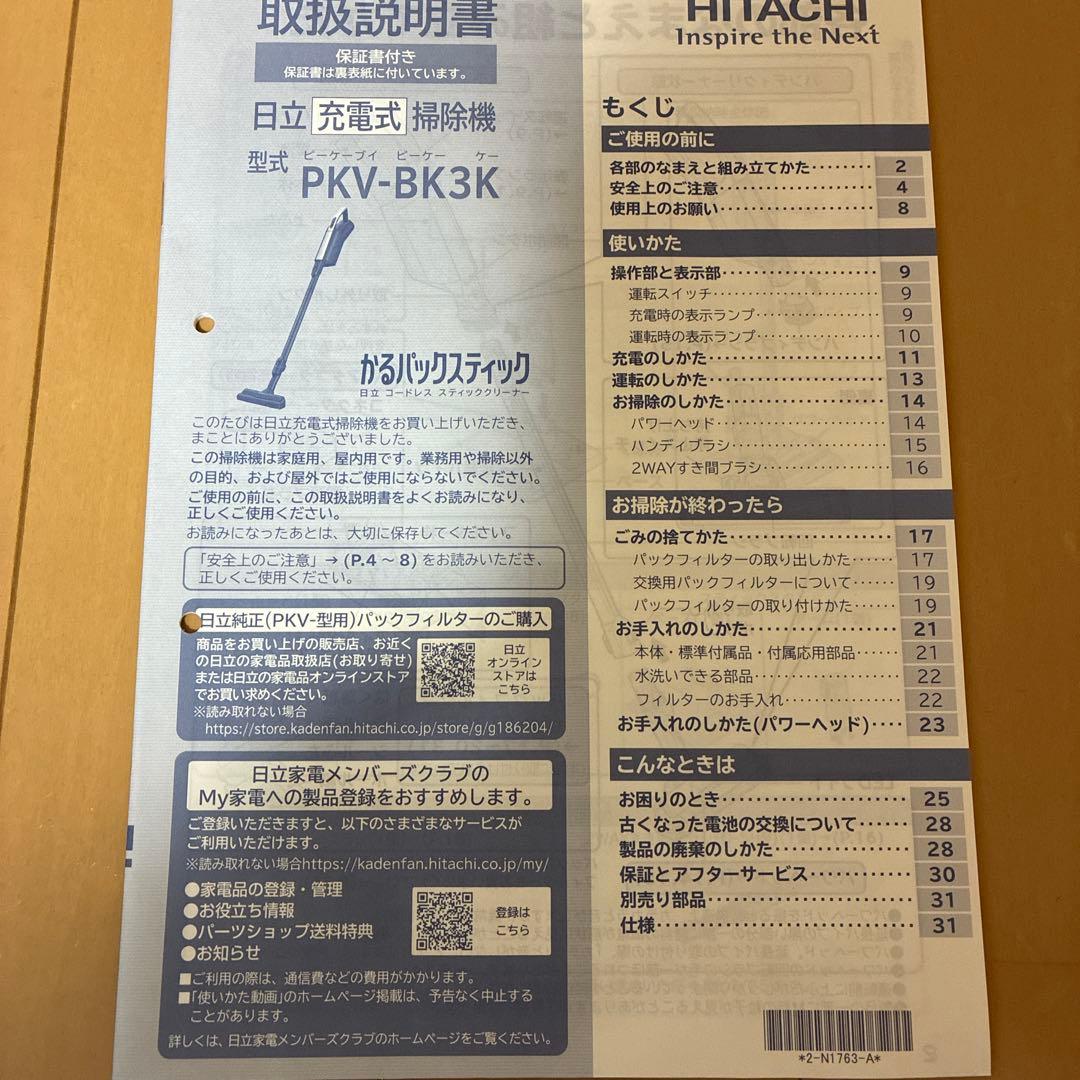 取扱説明書
保証書付き
保証書は裏表紙に付いています。
日立 充電式 掃除機
ピーケーブイ ビーケー ケー
型式 PKV-BK3K
かるパックスティック
日立 コードレス スティッククリーナー
このたびは日立充電式掃除機をお買い上げいただき、
まことにありがとうございました。
この掃除機は家庭用、屋内用です。業務用や掃除以外
の目的、および屋外ではご使用にならないでください。
ご使用の前に、この取扱説明書をよくお読みになり、
正しくご使用ください。
お読みになったあとは、大切に保存してください。
「安全上のご注意」→(P.4～8)をお読みいただき、
正しくご使用ください。
日立純正(PKV-型用)パックフィルターのご購入
商品をお買い上げの販売店、お近く
の日立の家電品取扱店(お取り寄せ)
または日立の家電品オンラインストア
でお買い求めください。
※読み取れない場合
https://store.kadenfan.hitachi.co.jp/store/g/g186204/
日立
オンライン
ストアは
こちら
日立家電メンバーズクラブの
My家電への製品登録をおすすめします。
ご登録いただきますと、以下のさまざまなサービスが
ご利用いただけます。
※読み取れない場合https://kadenfan.hitachi.co.jp/my/
●家電品の登録・管理
●お役立ち情報
●パーツショップ送料特典
●お知らせ
登録は
こちら
■ご利用の際は、通信費などの費用がかかります。
■「使いかた動画」のホームページ掲載は、予告なく中止する
ことがあります。
詳しくは、日立家電メンバーズクラブのホームページをご覧ください。
HITACHI
Inspire the Next
もくじ
ご使用の前に
各部のなまえと組み立てかた 2
安全上のご注意 4
使用上のお願い 8
使いかた
操作部と表示部 9
運転スイッチ 9
充電時の表示ランプ 9
運転時の表示ランプ 10
充電のしかた 11
運転のしかた 13
お掃除のしかた 14
パワーヘッド 14
ハンディブラシ 15
2WAYすき間ブラシ 16
お掃除が終わったら
ごみの捨てかた 17
パックフィルターの取り出しかた 17
交換用パックフィルターについて 19
パックフィルターの取り付けかた 19
お手入れのしかた 21
本体・標準付属品・付属応用部品 21
水洗いできる部品 22
フィルターのお手入れ 22
お手入れのしかた(パワーヘッド) 23
こんなときは
お困りのとき 25
古くなった電池の交換について 28
製品の廃棄のしかた 28
保証とアフターサービス 30
別売り部品 31
仕様 31
*2-N1763-A*